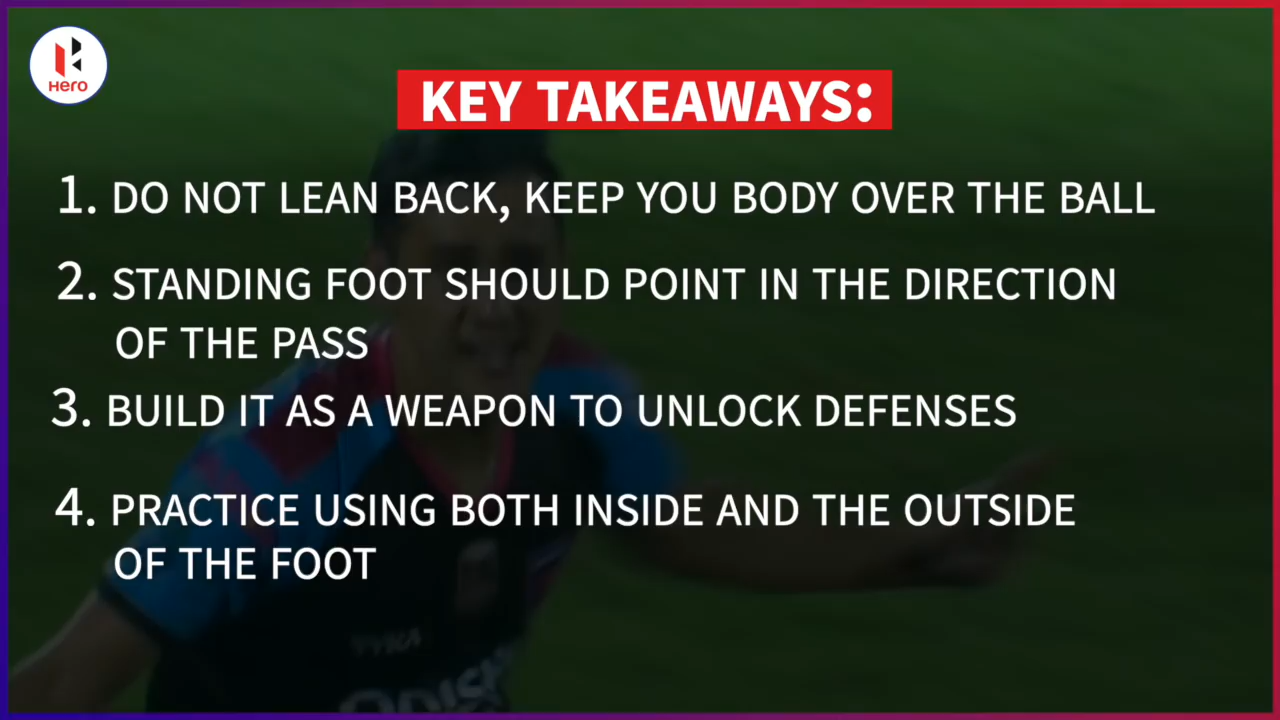 Hero
KEY TAKEAWAYS:
1. DO NOT LEAN BACK, KEEP YOU BODY OVER THE BALL
2. STANDING FOOT SHOULD POINT IN THE DIRECTION
OF THE PASS
3. BUILD IT AS A WEAPON TO UNLOCK DEFENSES
4. PRACTICE USING BOTH INSIDE AND THE OUTSIDE
OF THE FOOT